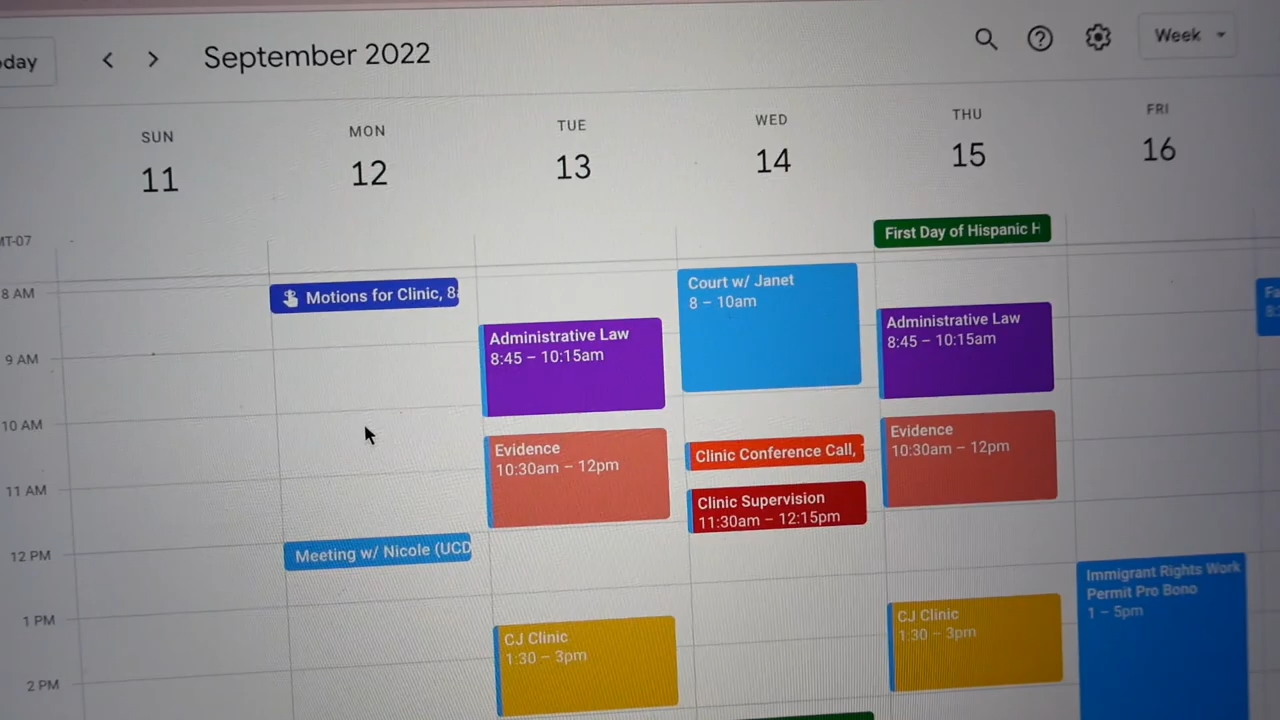 oday
September 2022
Week
SUN
MON
TUE
WED
THU
FRI
11
12
13
14
15
16
MT-07
First Day of Hispanic H
8 AM
9 AM
10 AM
11 AM
12 PM
1 PM
2 PM
Motions for Clinic, 8
Meeting w/ Nicole (UCD
Administrative Law
8:45 – 10:15am
Evidence
10:30am – 12pm
CJ Clinic
1:30 – 3pm
Court w/ Janet
8 – 10am
Clinic Conference Call,
Clinic Supervision
11:30am – 12:15pm
Administrative Law
8:45 – 10:15am
Evidence
10:30am – 12pm
CJ Clinic
1:30 – 3pm
Immigrant Rights Work
Permit Pro Bono
1 – 5pm